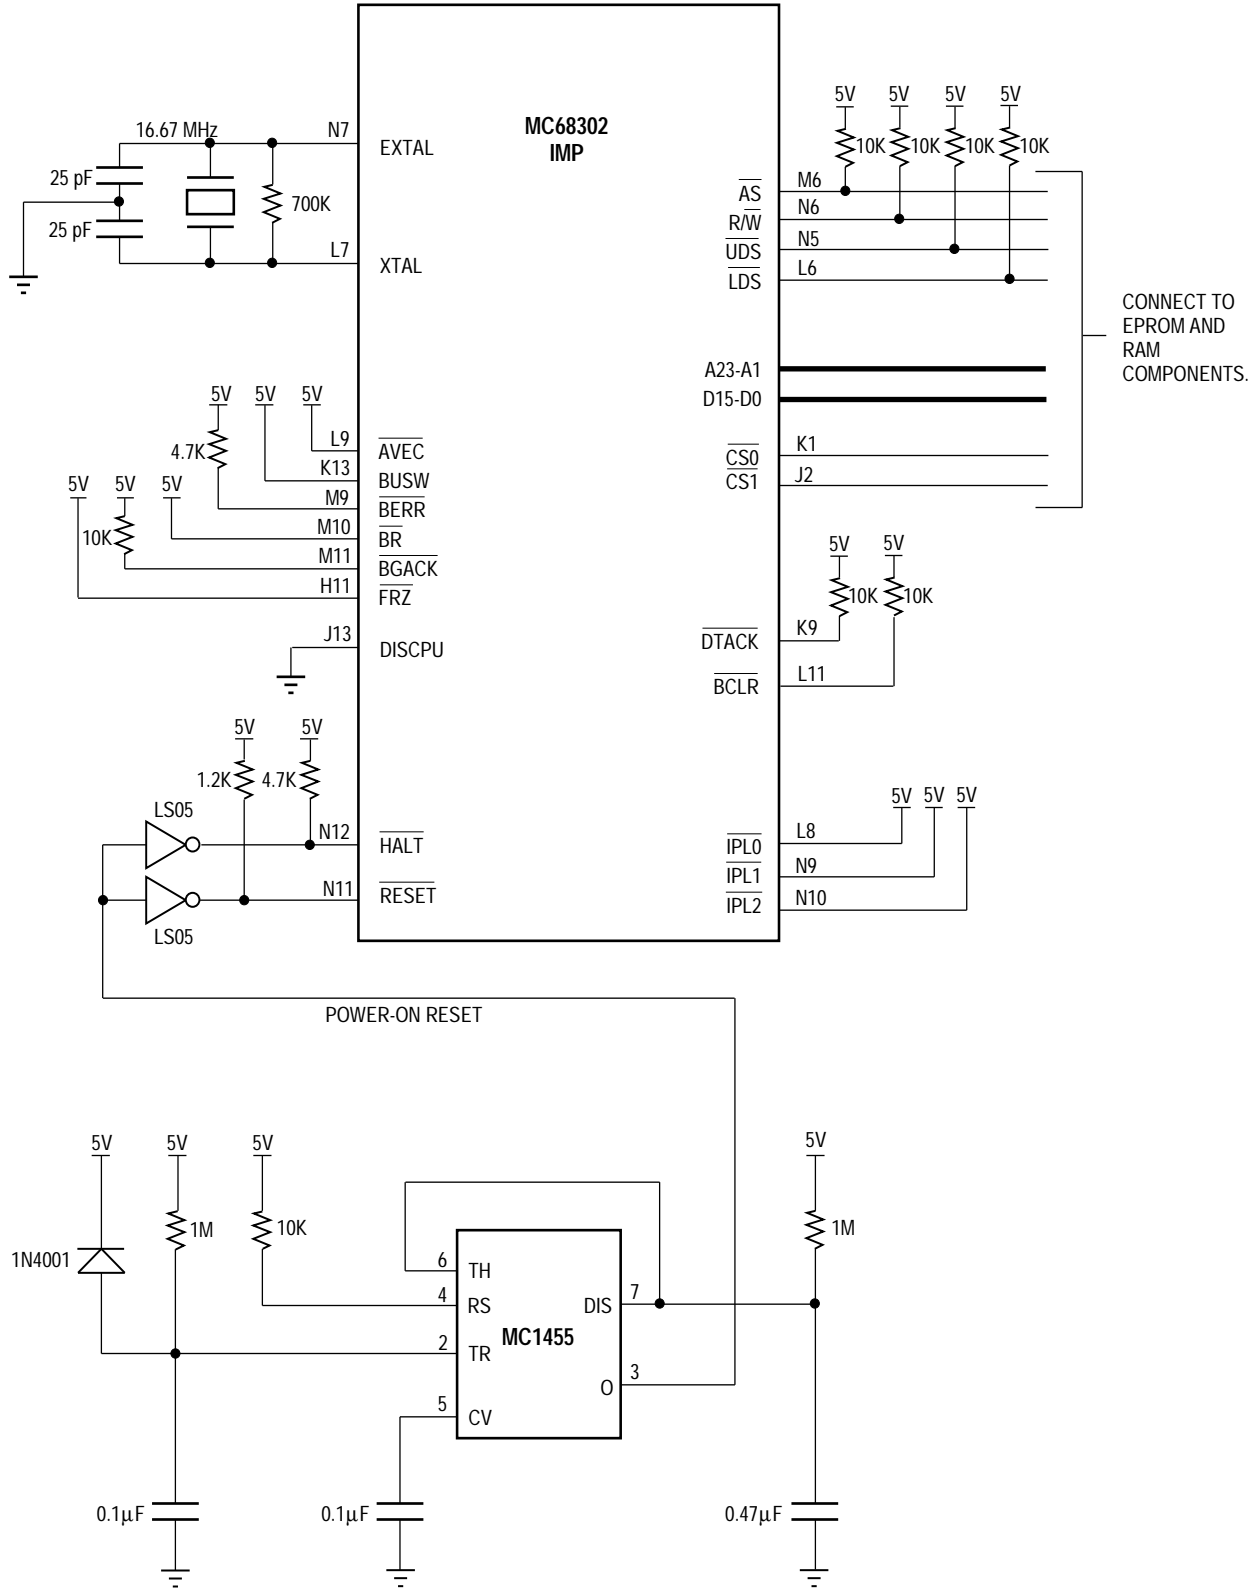 MC68302
IMP
16.67 MHz
N7
EXTAL
25 pF
25 pF
700K
L7
XTAL
5V
5V
5V
5V
10K
10K
10K
10K
AS
M6
R/W
N6
UDS
N5
LDS
L6
CONNECT TO
EPROM AND
RAM
COMPONENTS.
A23-A1
D15-D0
CS0
K1
CS1
J2
5V
5V
5V
4.7K
L9
AVEC
K13
BUSW
M9
BERR
5V
5V
5V
10K
M10
BR
M11
BGACK
H11
FRZ
J13
DISCPU
5V
5V
10K
10K
DTACK
K9
BCLR
L11
5V
5V
1.2K
4.7K
LS05
N12
HALT
N11
RESET
LS05
5V
5V
5V
IPL0
L8
IPL1
N9
IPL2
N10
POWER-ON RESET
5V
5V
5V
5V
1N4001
1M
10K
1M
6
TH
4
RS
DIS
7
MC1455
2
TR
O
3
5
CV
0.1µF
0.1µF
0.47µF